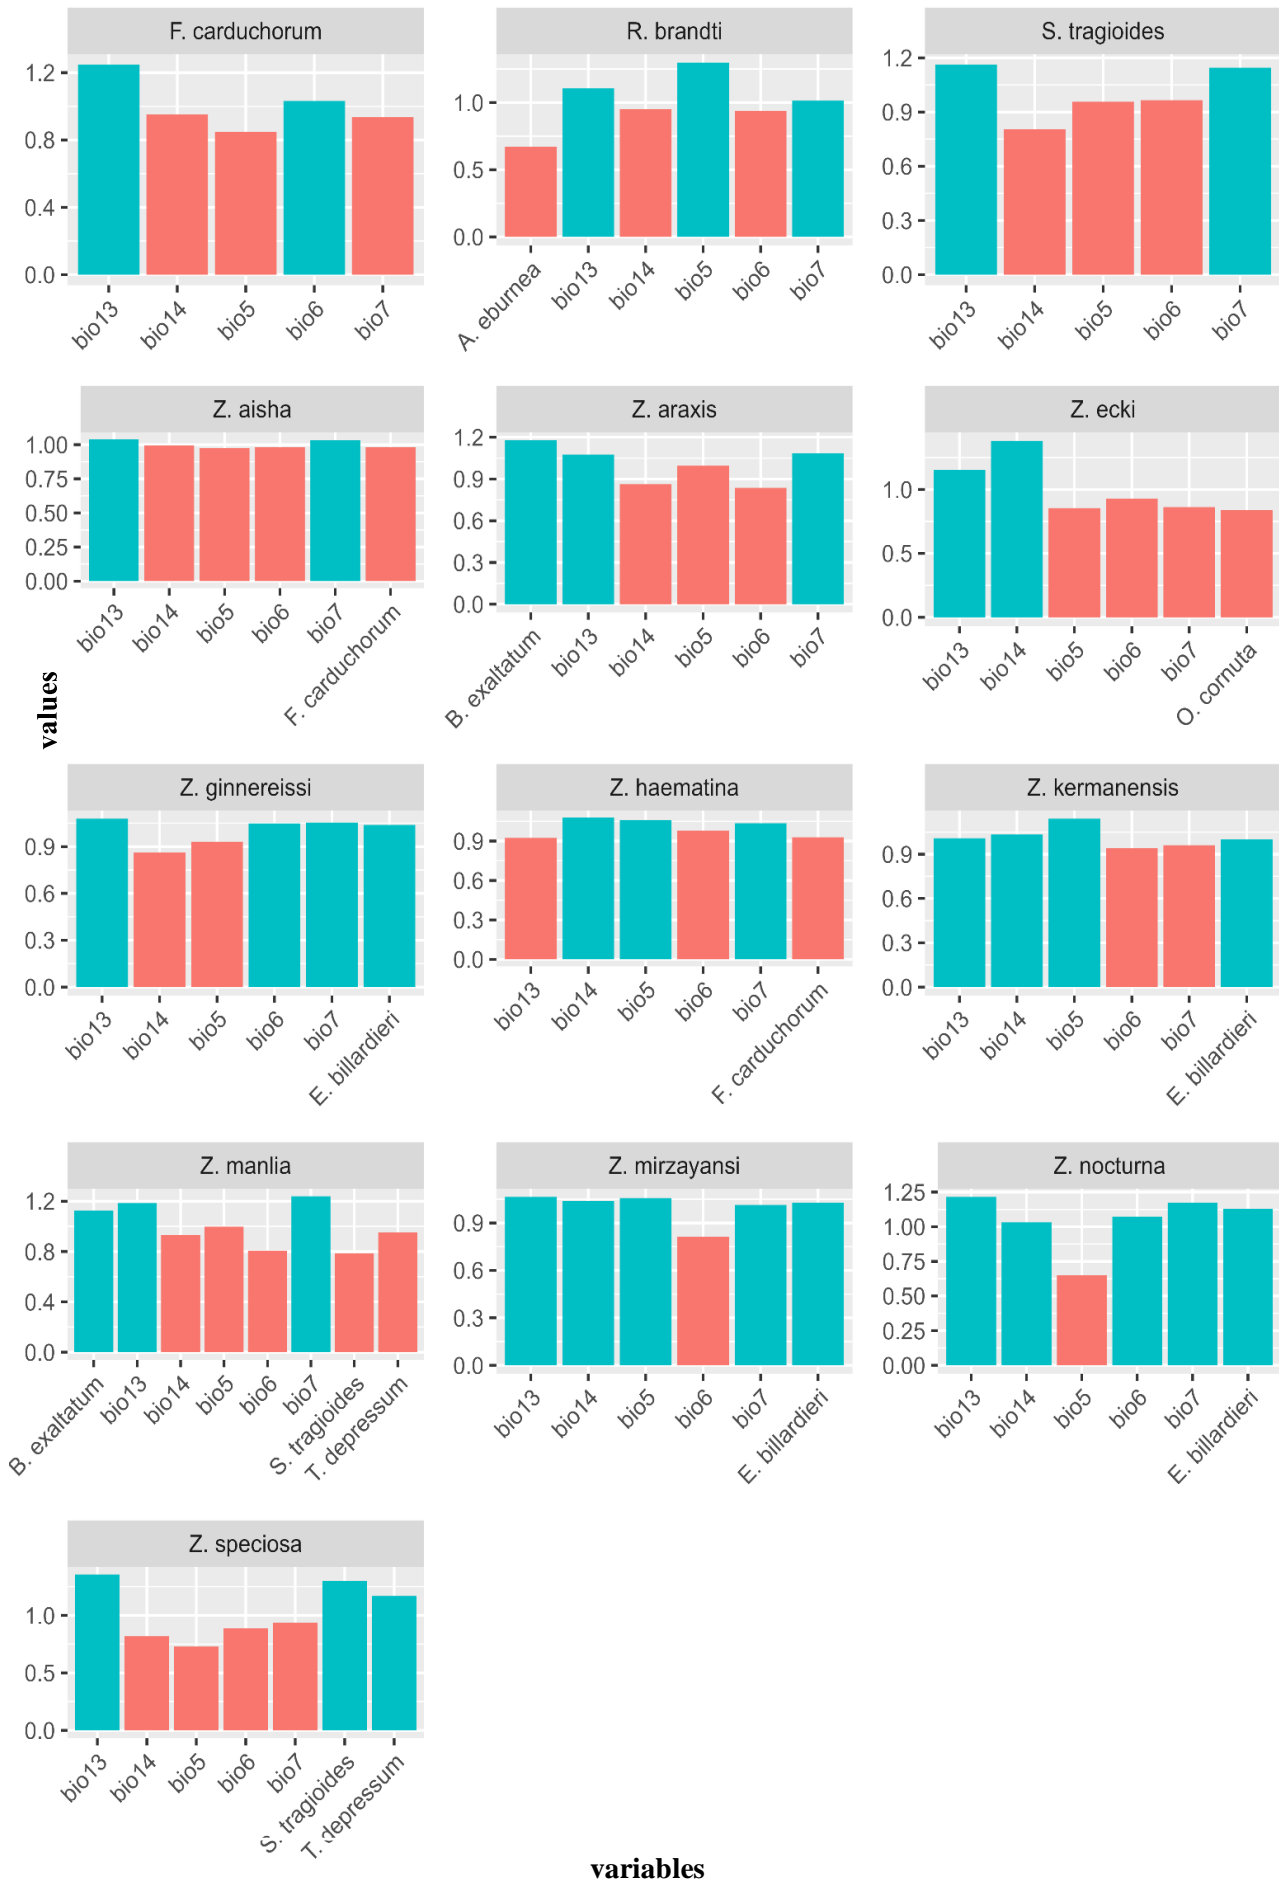 F. carduchorum
1.2
0.8
0.4
0.0
bio13
bio14
bio5
bio6
bio7
R. brandti
1.0
0.5
0.0
A. eburnea
bio13
bio14
bio5
bio6
bio7
S. tragioides
1.2
0.9
0.6
0.3
0.0
bio13
bio14
bio5
bio6
bio7
Z. aisha
1.00
0.75
0.50
0.25
0.00
bio13
bio14
bio5
bio6
bio7
F. carduchorum
Z. araxis
1.2
0.9
0.6
0.3
0.0
B. exaltatum
bio13
bio14
bio5
bio6
bio7
Z. ecki
1.0
0.5
0.0
bio13
bio14
bio5
bio6
bio7
O. cornuta
values
Z. ginnereissi
0.9
0.6
0.3
0.0
bio13
bio14
bio5
bio6
bio7
E. billardieri
Z. haematina
0.9
0.6
0.3
0.0
bio13
bio14
bio5
bio6
bio7
F. carduchorum
Z. kermanensis
0.9
0.6
0.3
0.0
bio13
bio14
bio5
bio6
bio7
E. billardieri
Z. manlia
1.2
0.8
0.4
0.0
B. exaltatum
bio13
bio14
bio5
bio6
bio7
S. tragioides
T. depressum
Z. mirzayansi
0.9
0.6
0.3
0.0
bio13
bio14
bio5
bio6
bio7
E. billardieri
Z. nocturna
1.25
1.00
0.75
0.50
0.25
0.00
bio13
bio14
bio5
bio6
bio7
E. billardieri
Z. speciosa
1.0
0.5
0.0
bio13
bio14
bio5
bio6
bio7
S. tragioides
T. depressum
variables